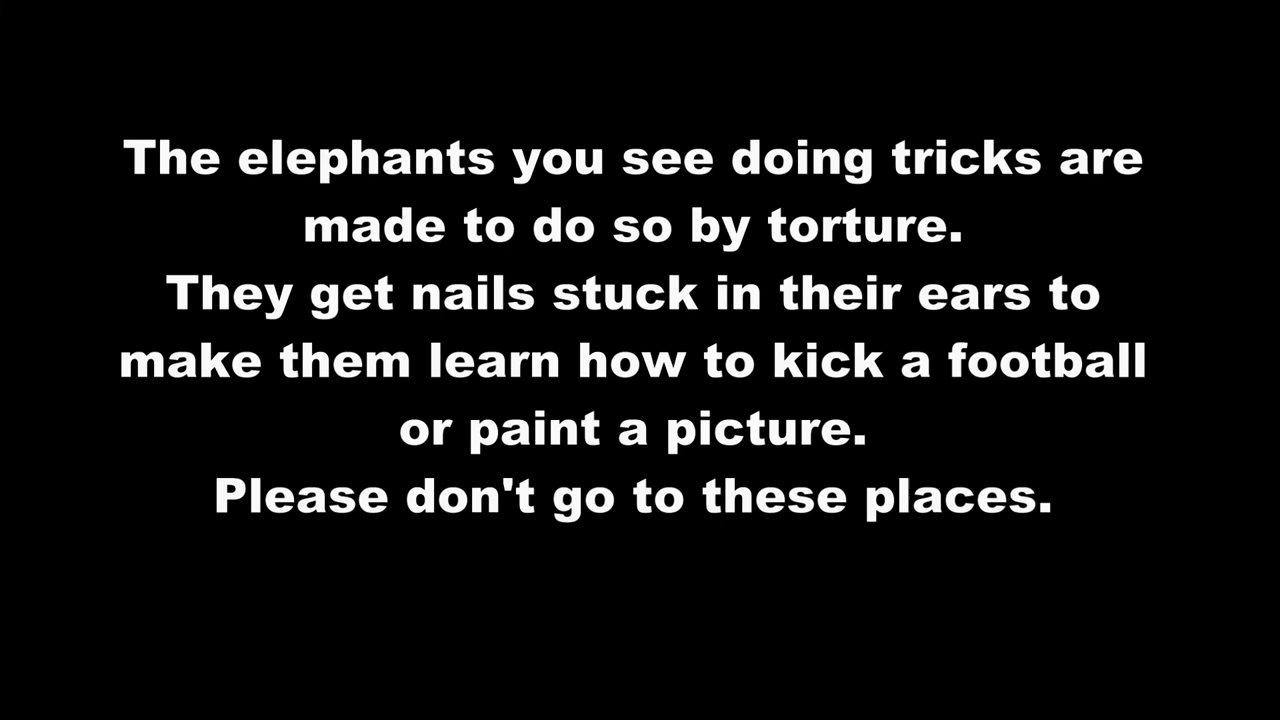 The elephants you see doing tricks are
made to do so by torture.
They get nails stuck in their ears to
make them learn how to kick a football
or paint a picture.
Please don't go to these places.